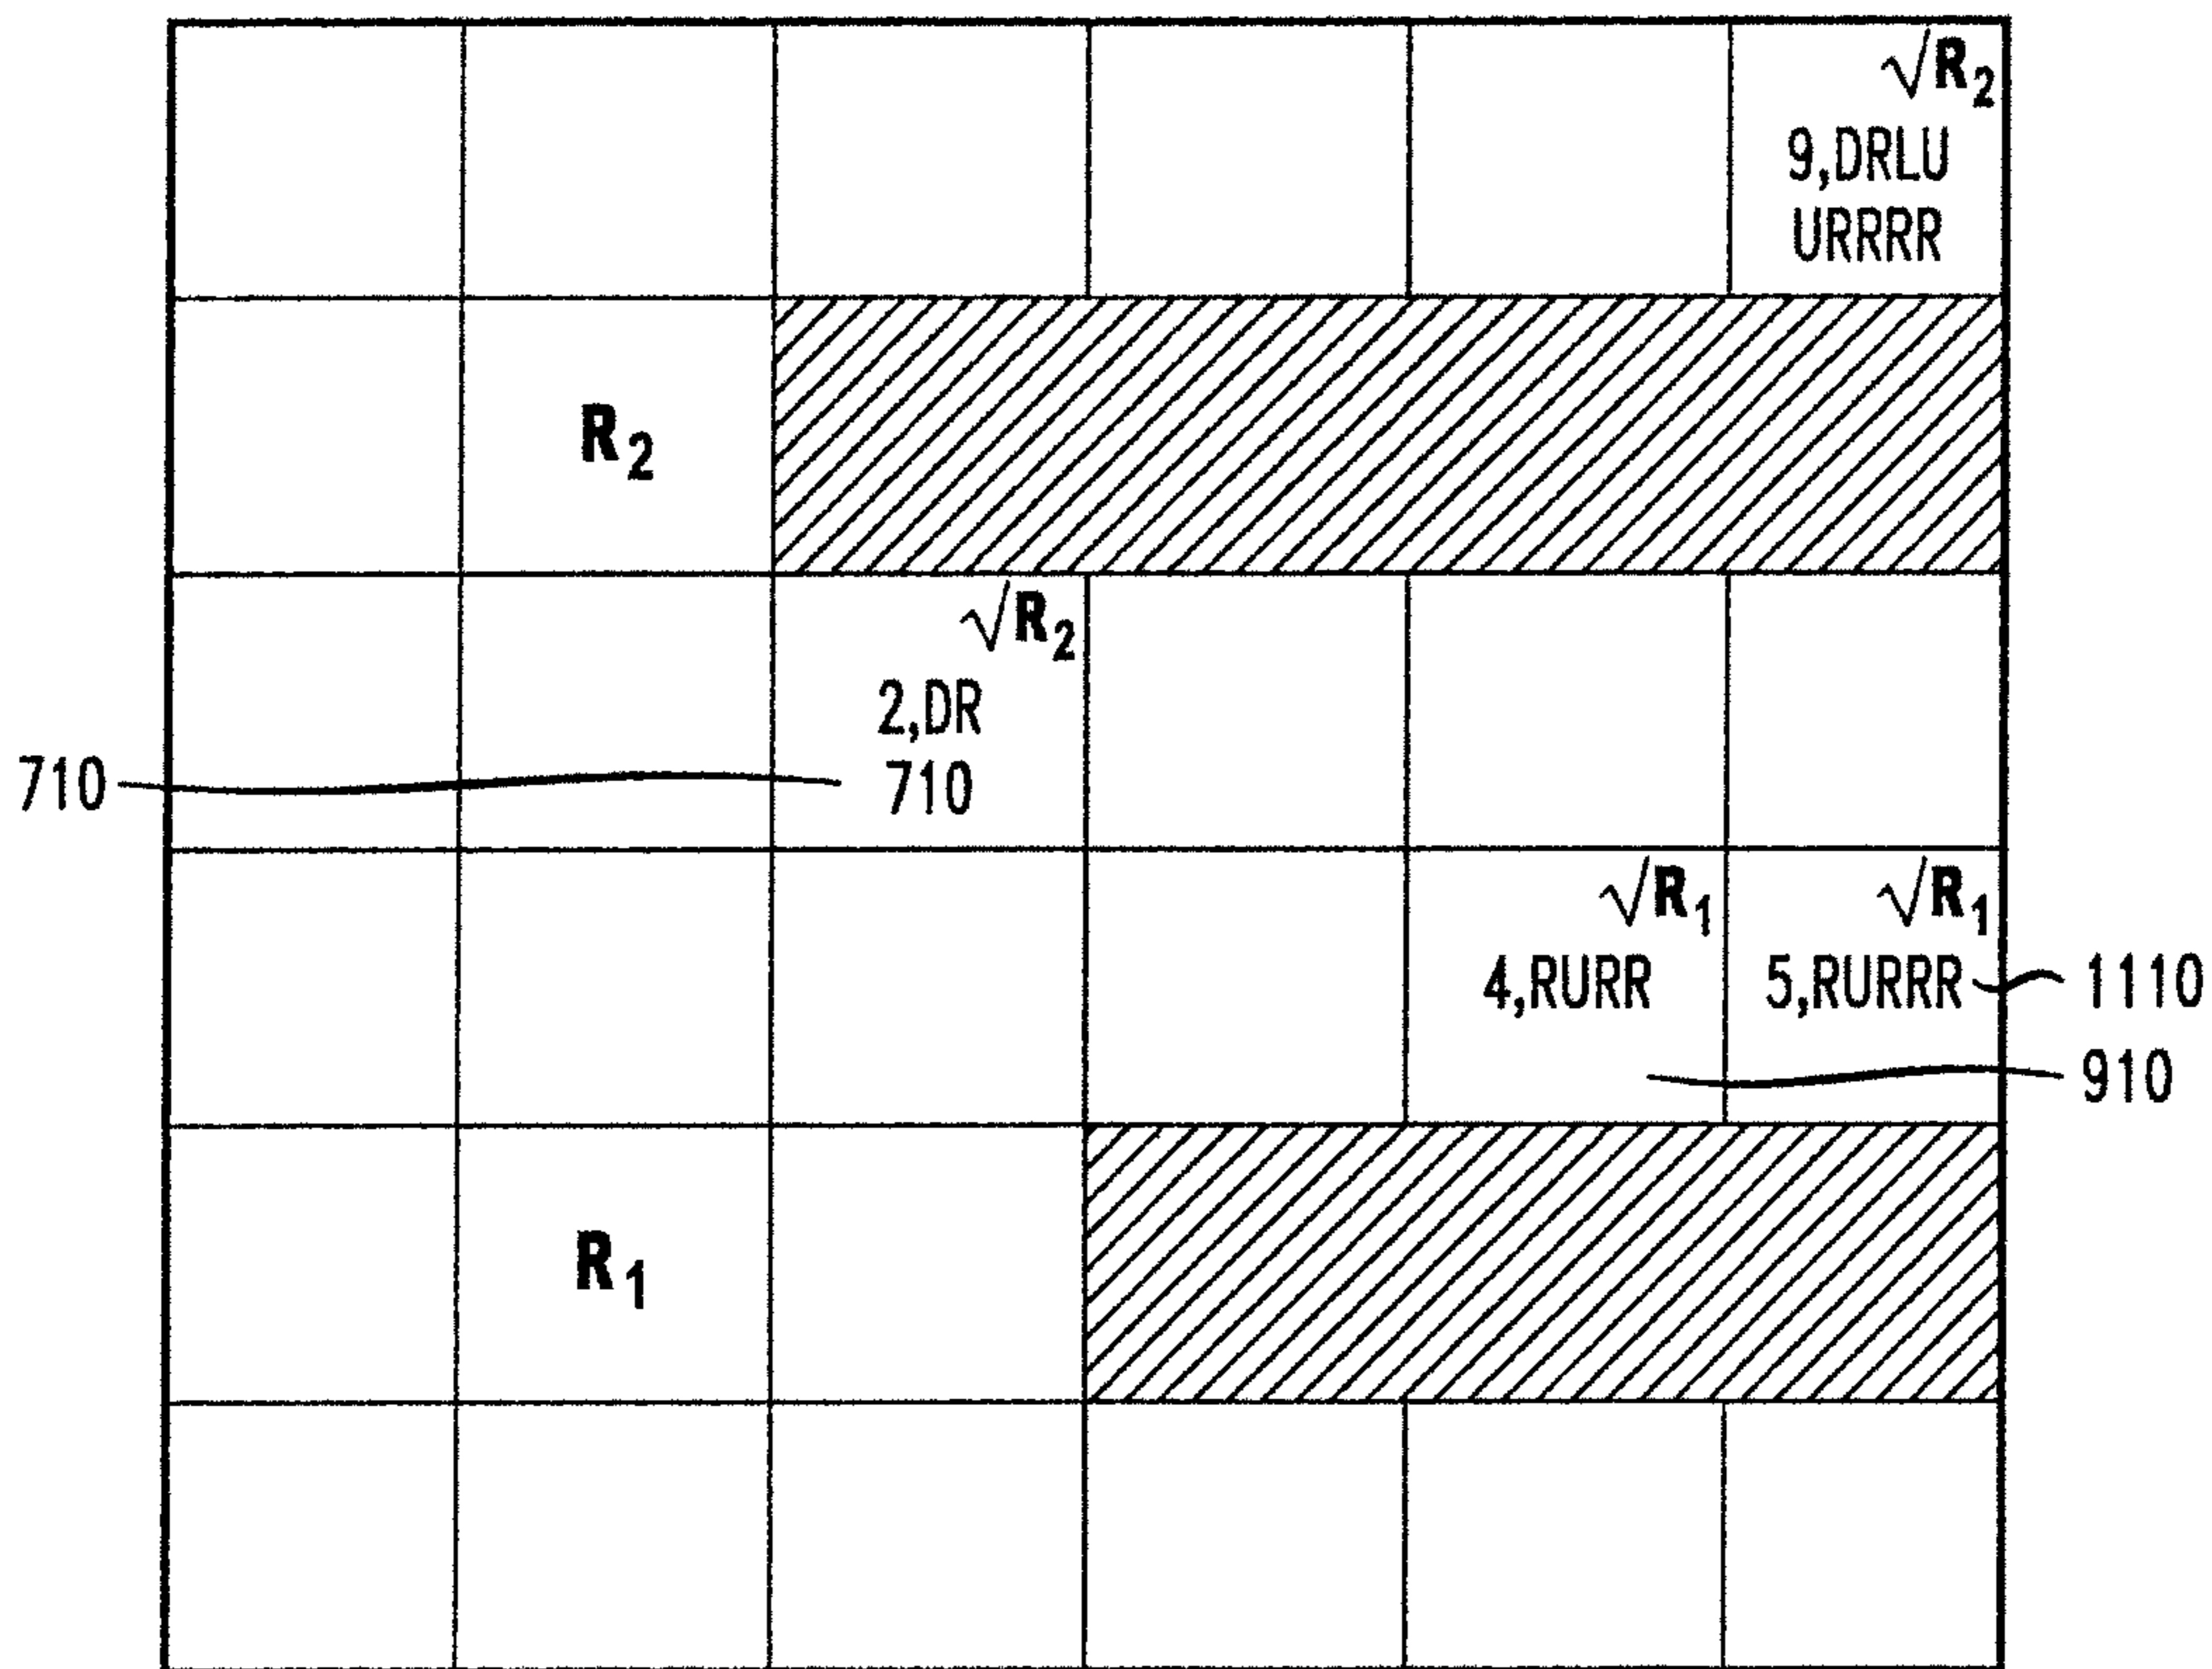 √R2
9,DRLU
URRRR
R2
√R2
2,DR
710
710
√R1
4,RURR
√R1
5,RURRR
1110
910
R1